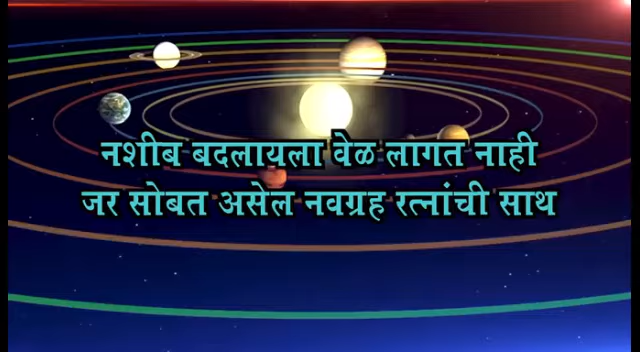 नशीब बदलायला वेळ लागत नाही
जर सोबत असेल नवग्रह रत्नांची साथ